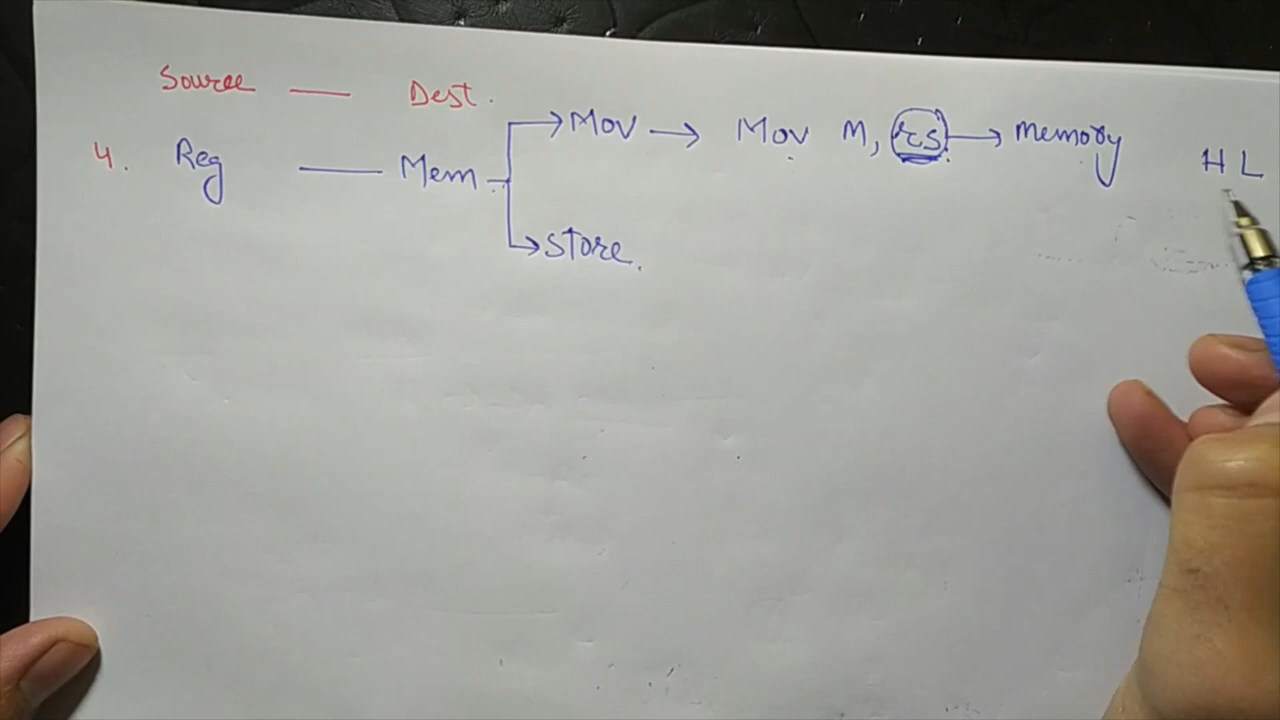 Source — Dest.
4. Reg — Mem → Mov → Mov M, rs → memory HL
→ store.